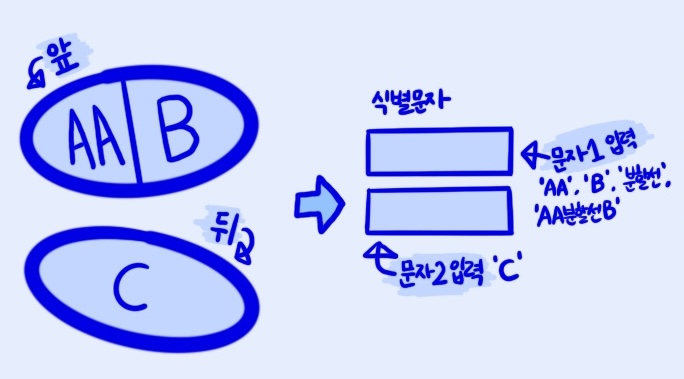 앞
AA B
뒤
C
식별문자
문자1 입력
'AA', 'B', '분할선',
'AA분할선B'
문자2 입력 'C'